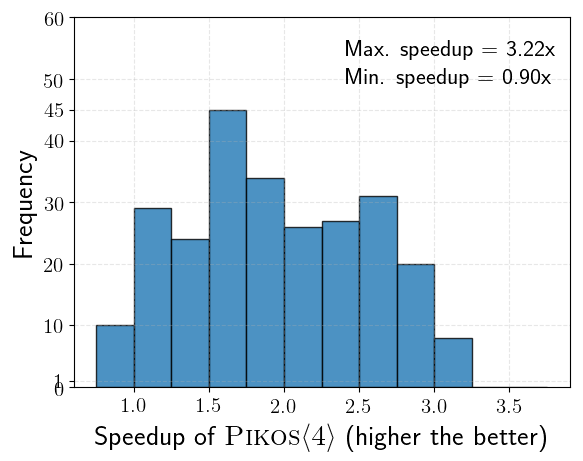 Max. speedup = 3.22x
Min. speedup = 0.90x
Frequency
60
50
45
40
30
20
10
1
0
1.0 1.5 2.0 2.5 3.0 3.5
Speedup of PIKOS⟨4⟩ (higher the better)